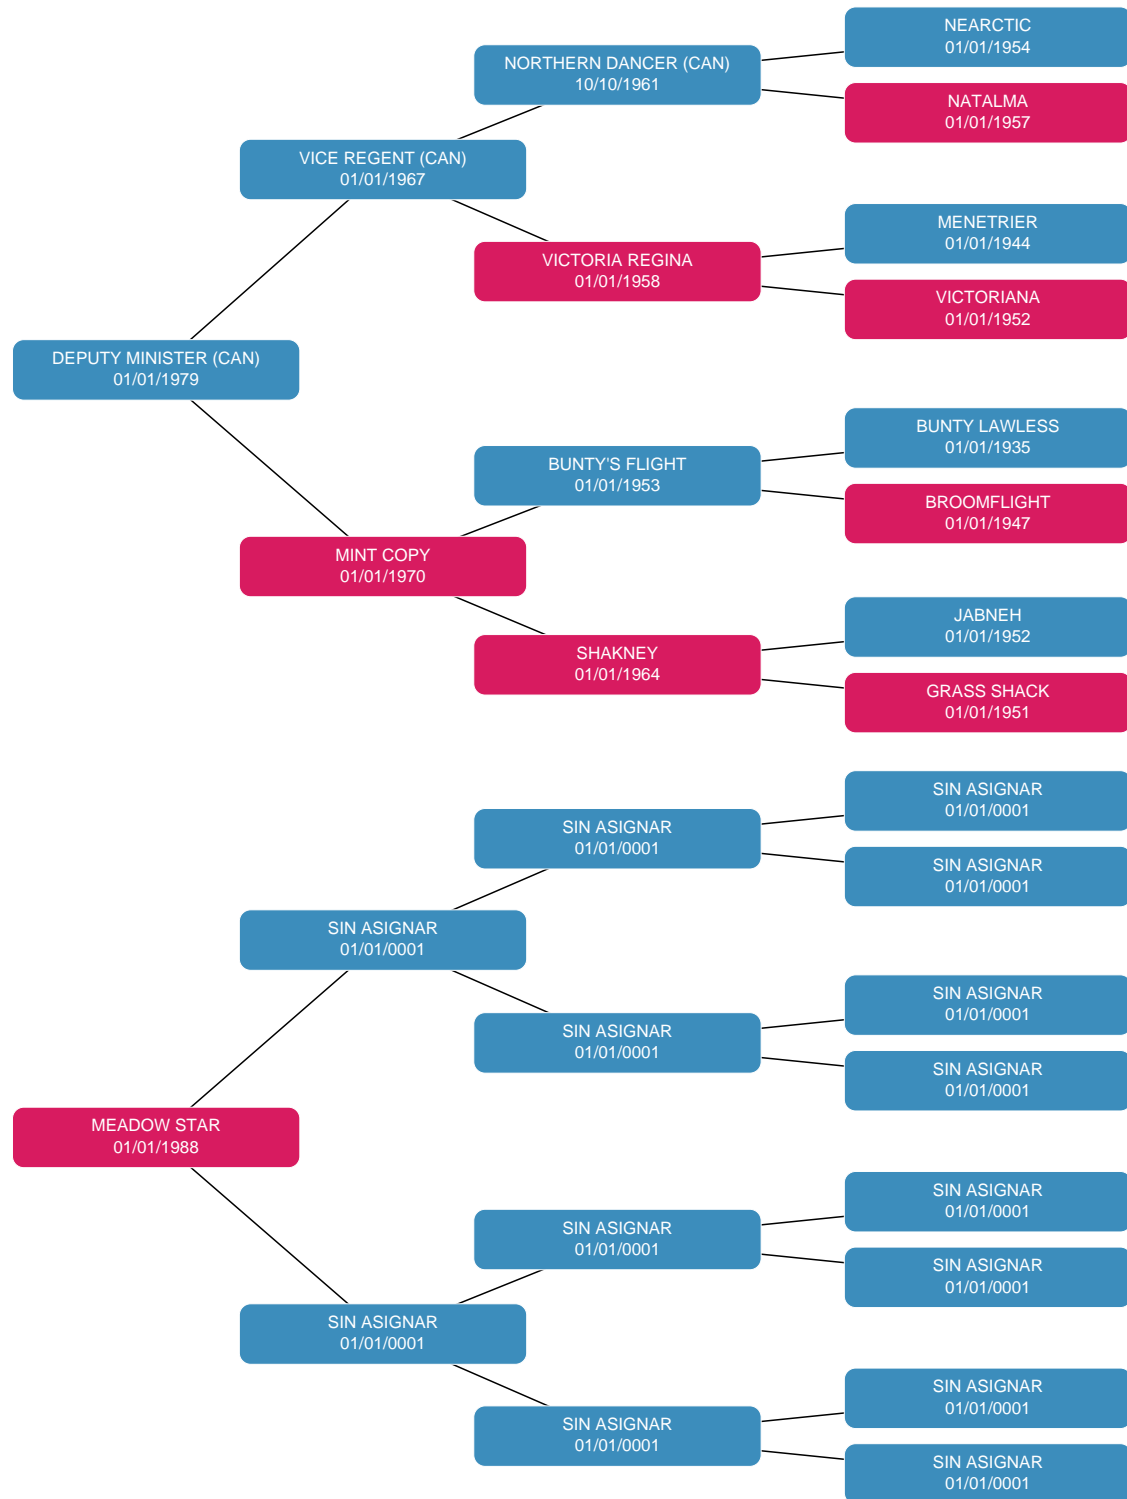 NEARCTIC
01/01/1954
NORTHERN DANCER (CAN)
10/10/1961
NATALMA
01/01/1957
VICE REGENT (CAN)
01/01/1967
MENETRIER
01/01/1944
VICTORIA REGINA
01/01/1958
VICTORIANA
01/01/1952
DEPUTY MINISTER (CAN)
01/01/1979
BUNTY LAWLESS
01/01/1935
BUNTY'S FLIGHT
01/01/1953
BROOMFLIGHT
01/01/1947
MINT COPY
01/01/1970
JABNEH
01/01/1952
SHAKNEY
01/01/1964
GRASS SHACK
01/01/1951
SIN ASIGNAR
01/01/0001
SIN ASIGNAR
01/01/0001
SIN ASIGNAR
01/01/0001
SIN ASIGNAR
01/01/0001
SIN ASIGNAR
01/01/0001
SIN ASIGNAR
01/01/0001
SIN ASIGNAR
01/01/0001
MEADOW STAR
01/01/1988
SIN ASIGNAR
01/01/0001
SIN ASIGNAR
01/01/0001
SIN ASIGNAR
01/01/0001
SIN ASIGNAR
01/01/0001
SIN ASIGNAR
01/01/0001
SIN ASIGNAR
01/01/0001
SIN ASIGNAR
01/01/0001